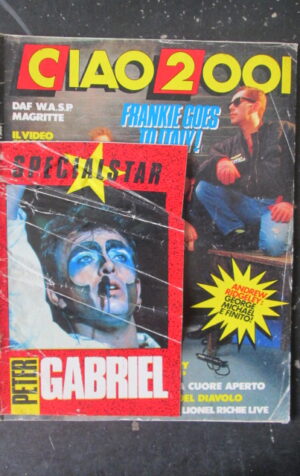 CIAO 2001
DAF W.A.S.P.
MAGRITTE
IL VIDEO
FRANKIE GOES
TO ITALY!
SPECIALSTAR
PETER
GABRIEL
ANDREW
RIDGELEY:
GEORGE
MICHAEL
È FINITO!
A CUORE APERTO
DEL DIAVOLO
LIONEL RICHIE LIVE